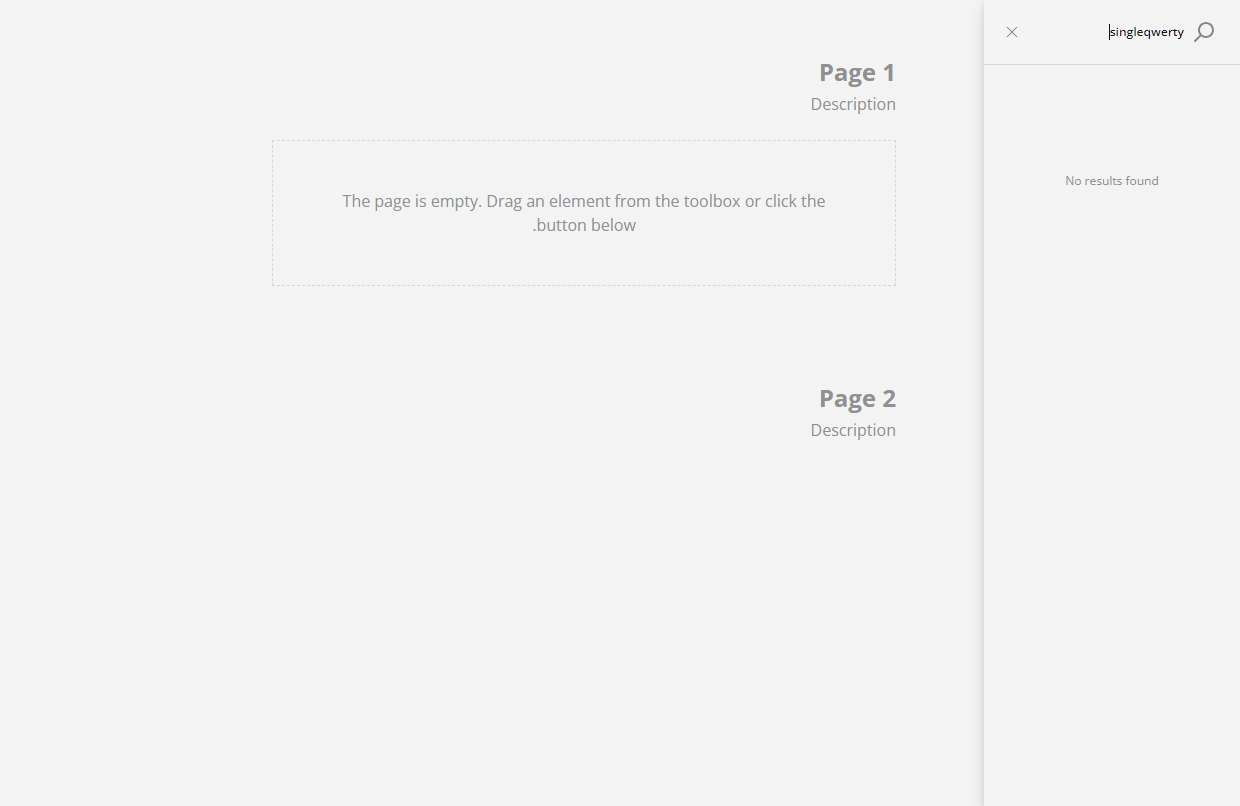 Page 1
Description
The page is empty. Drag an element from the toolbox or click the
.button below
Page 2
Description
singleqwerty
No results found